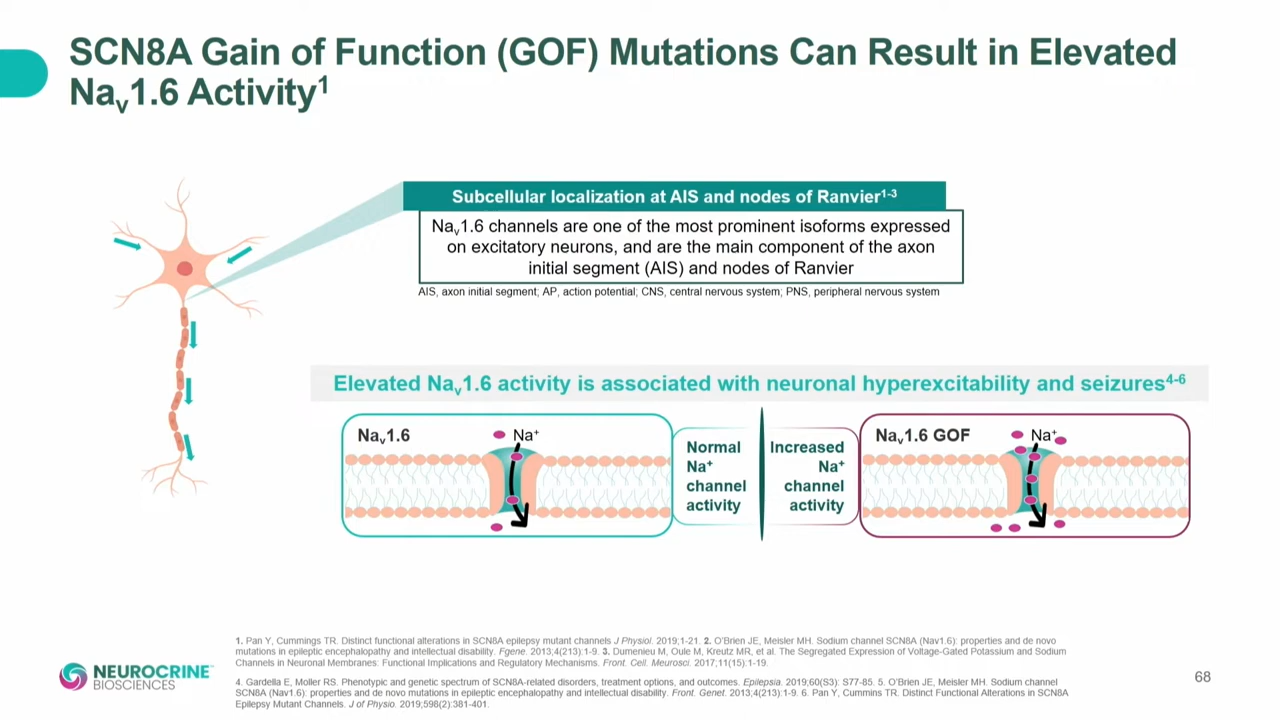 SCN8A Gain of Function (GOF) Mutations Can Result in Elevated
Naᵥ1.6 Activity¹
Subcellular localization at AIS and nodes of Ranvier¹⁻³
Naᵥ1.6 channels are one of the most prominent isoforms expressed
on excitatory neurons, and are the main component of the axon
initial segment (AIS) and nodes of Ranvier
AIS, axon initial segment; AP, action potential; CNS, central nervous system; PNS, peripheral nervous system
Elevated Naᵥ1.6 activity is associated with neuronal hyperexcitability and seizures⁴⁻⁶
Naᵥ1.6
Na⁺
Normal
Na⁺
channel
activity
Increased
Na⁺
channel
activity
Naᵥ1.6 GOF
Na⁺
1. Pan Y, Cummings TR. Distinct functional alterations in SCN8A epilepsy mutant channels J Physiol. 2019;1-21. 2. O'Brien JE, Meisler MH. Sodium channel SCN8A (Nav1.6): properties and de novo
mutations in epileptic encephalopathy and intellectual disability. Fgene. 2013;4(213):1-9. 3. Dumenieu M, Oule M, Kreutz MR, et al. The Segregated Expression of Voltage-Gated Potassium and Sodium
Channels in Neuronal Membranes: Functional Implications and Regulatory Mechanisms. Front. Cell. Neurosci. 2017;11(15):1-19.
4. Gardella E, Moller RS. Phenotypic and genetic spectrum of SCN8A-related disorders, treatment options, and outcomes. Epilepsia. 2019;60(S3): S77-85. 5. O'Brien JE, Meisler MH. Sodium channel
SCN8A (Nav1.6): properties and de novo mutations in epileptic encephalopathy and intellectual disability. Front. Genet. 2013;4(213):1-9. 6. Pan Y, Cummins TR. Distinct Functional Alterations in SCN8A
Epilepsy Mutant Channels. J of Physio. 2019;598(2):381-401.
NEUROCRINE
BIOSCIENCES
68